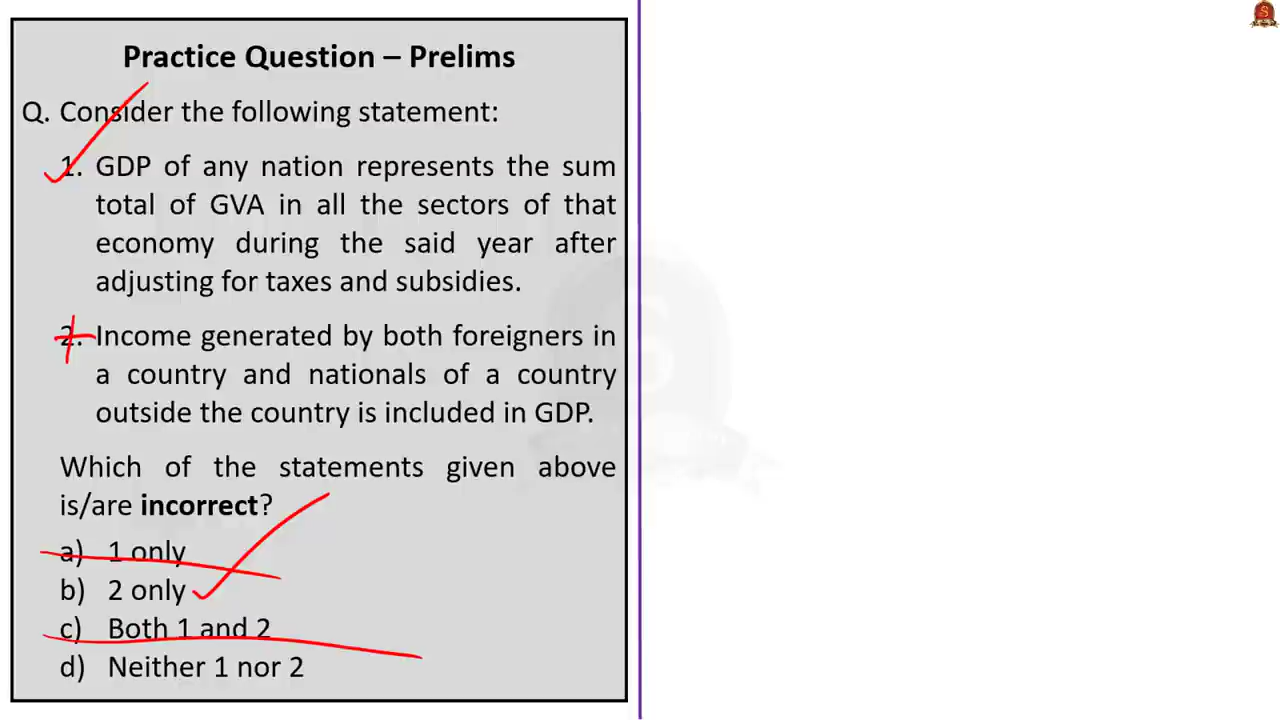 Practice Question – Prelims
Q. Consider the following statement:
1. GDP of any nation represents the sum
total of GVA in all the sectors of that
economy during the said year after
adjusting for taxes and subsidies.
2. Income generated by both foreigners in
a country and nationals of a country
outside the country is included in GDP.
Which of the statements given above
is/are incorrect?
a) 1 only
b) 2 only
c) Both 1 and 2
d) Neither 1 nor 2